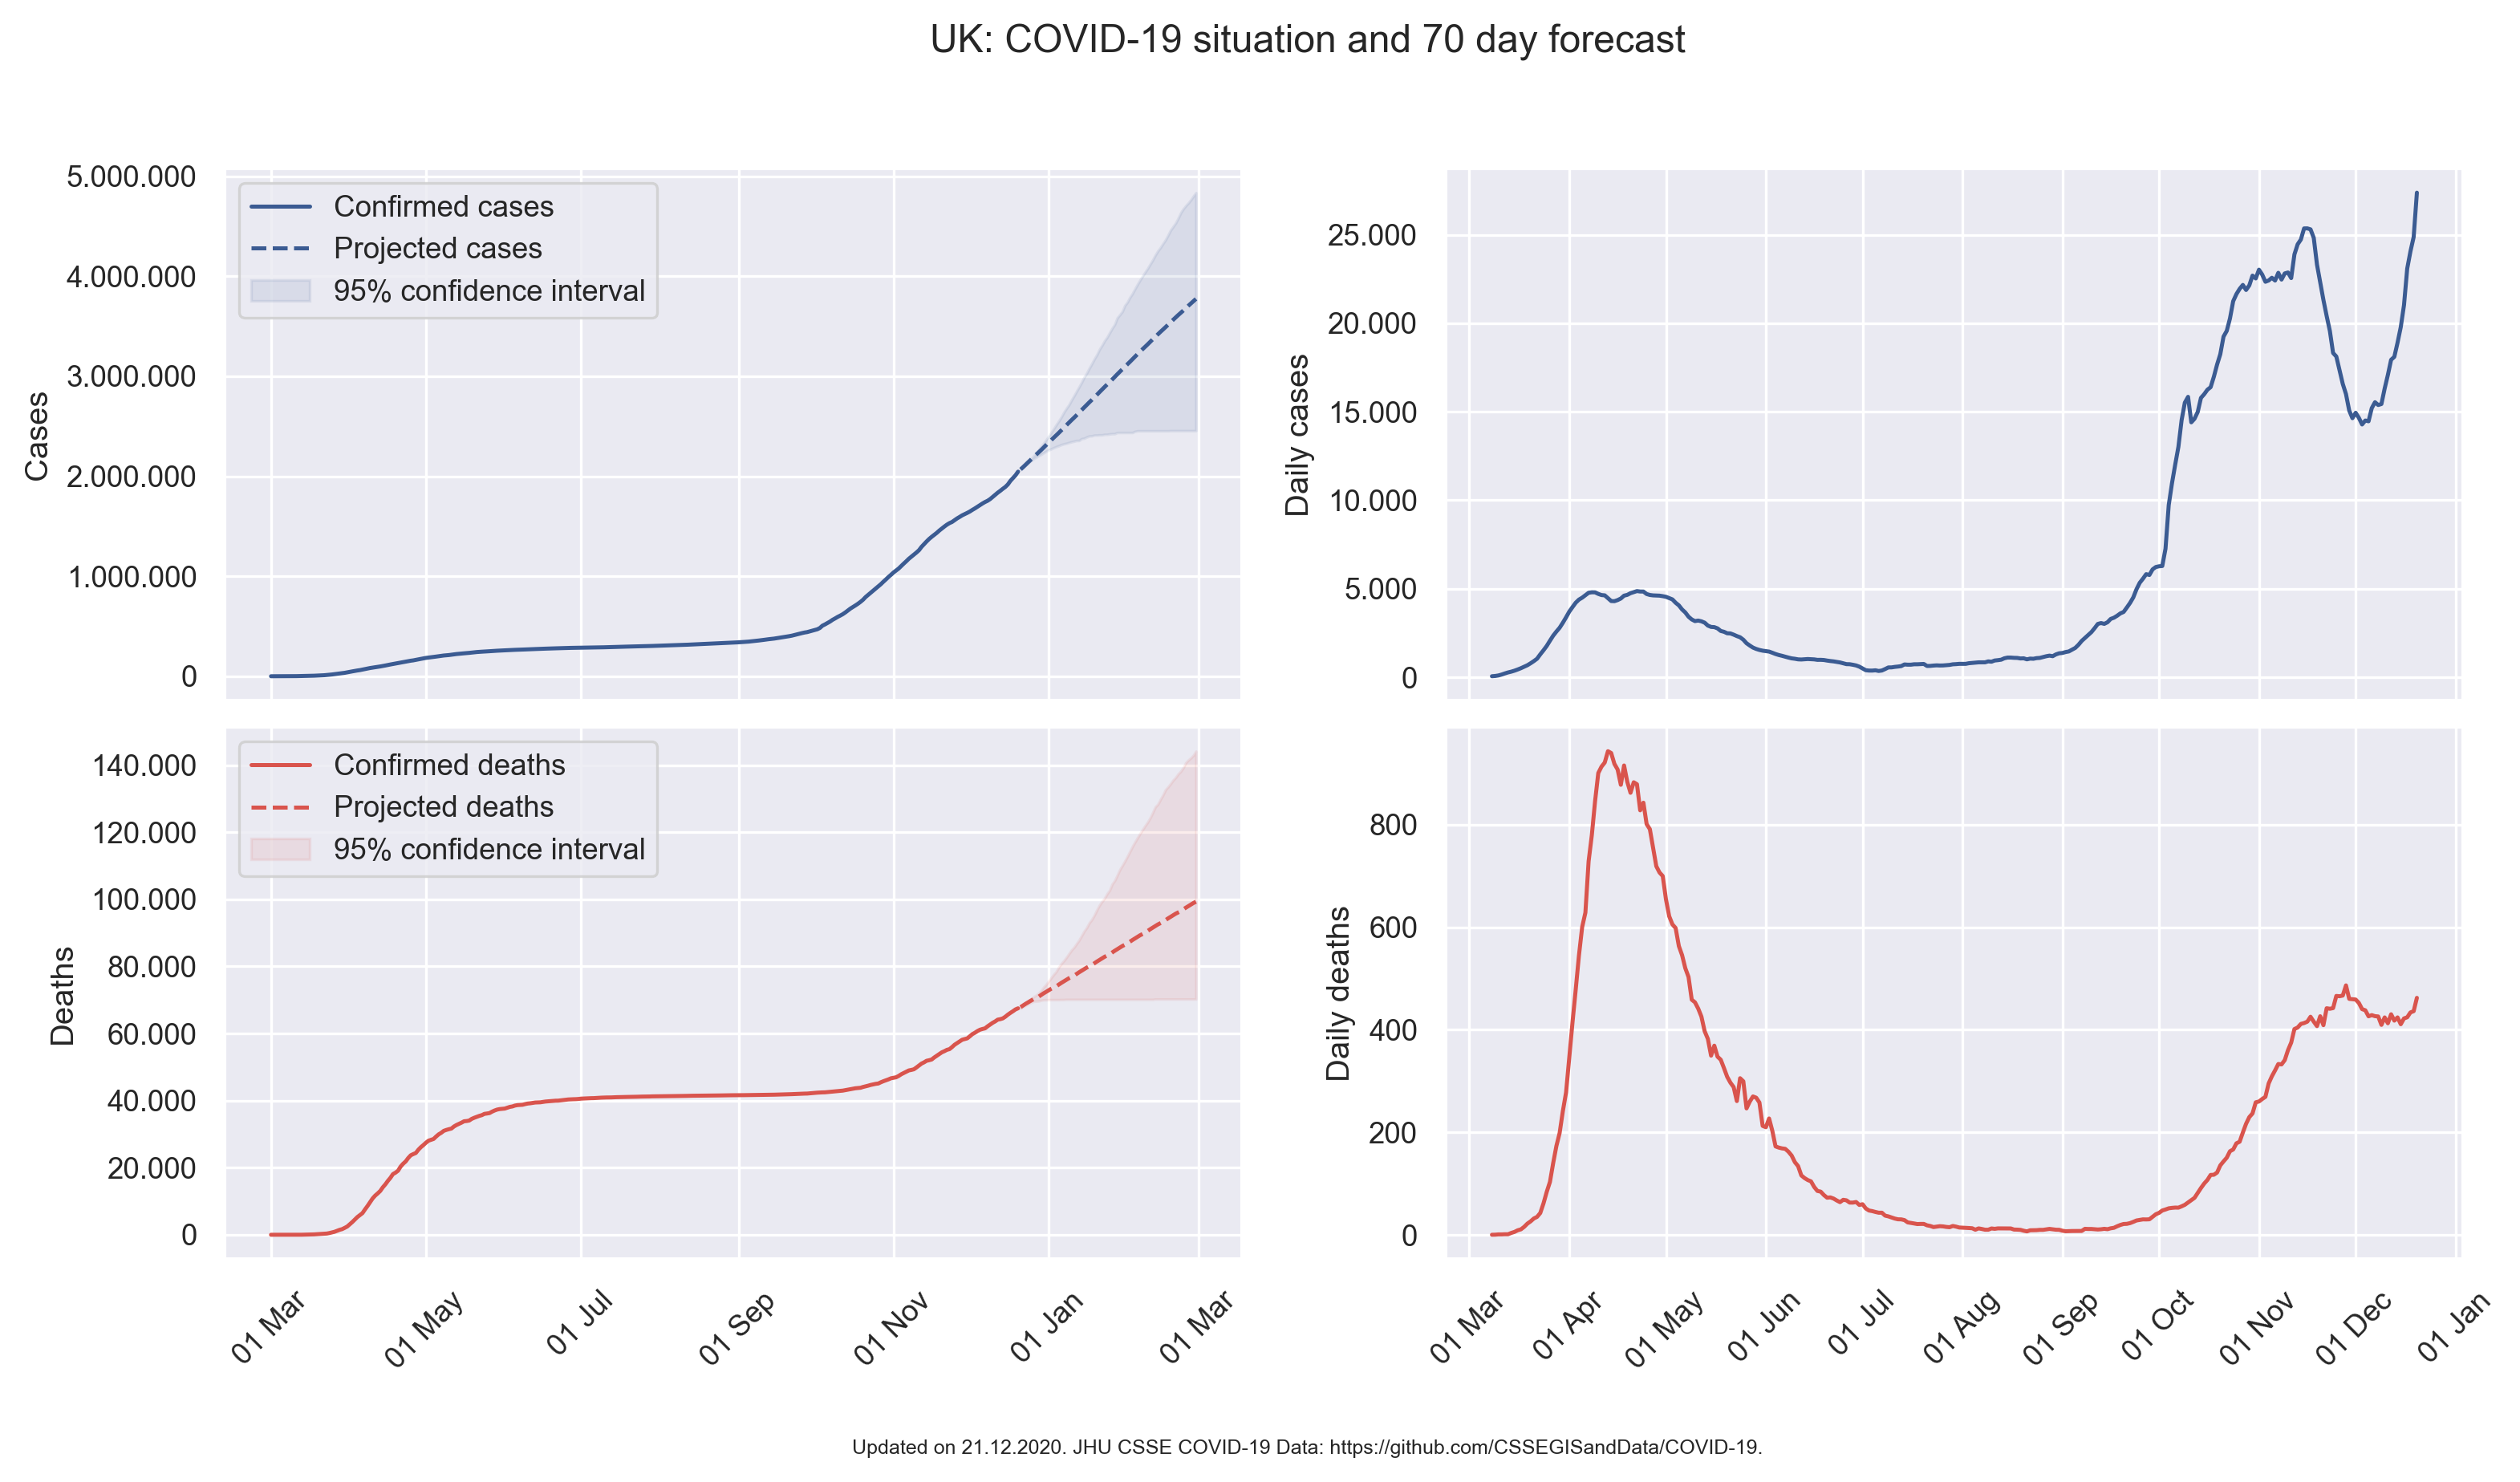 UK: COVID-19 situation and 70 day forecast
5.000.000
4.000.000
3.000.000
2.000.000
1.000.000
0
Cases
Confirmed cases
Projected cases
95% confidence interval
25.000
20.000
15.000
10.000
5.000
0
Daily cases
140.000
120.000
100.000
80.000
60.000
40.000
20.000
0
Deaths
Confirmed deaths
Projected deaths
95% confidence interval
01 Mar
01 May
01 Jul
01 Sep
01 Nov
01 Jan
01 Mar
800
600
400
200
0
Daily deaths
01 Mar
01 Apr
01 May
01 Jun
01 Jul
01 Aug
01 Sep
01 Oct
01 Nov
01 Dec
01 Jan
Updated on 21.12.2020. JHU CSSE COVID-19 Data: https://github.com/CSSEGISandData/COVID-19.